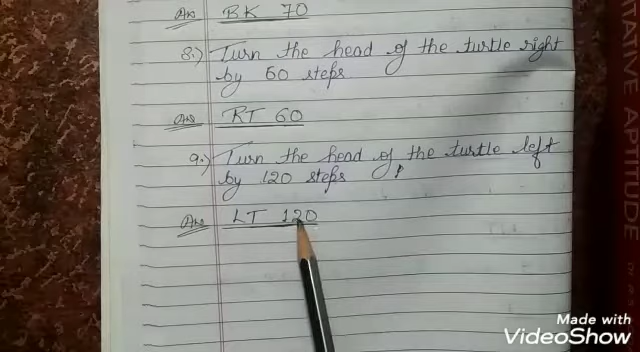 Ans BK 70
8.) Turn the head of the turtle right
by 60 steps.
Ans RT 60
9.) Turn the head of the turtle left
by 120 steps
Ans LT 120
Made with
VideoShow
APTITUDE